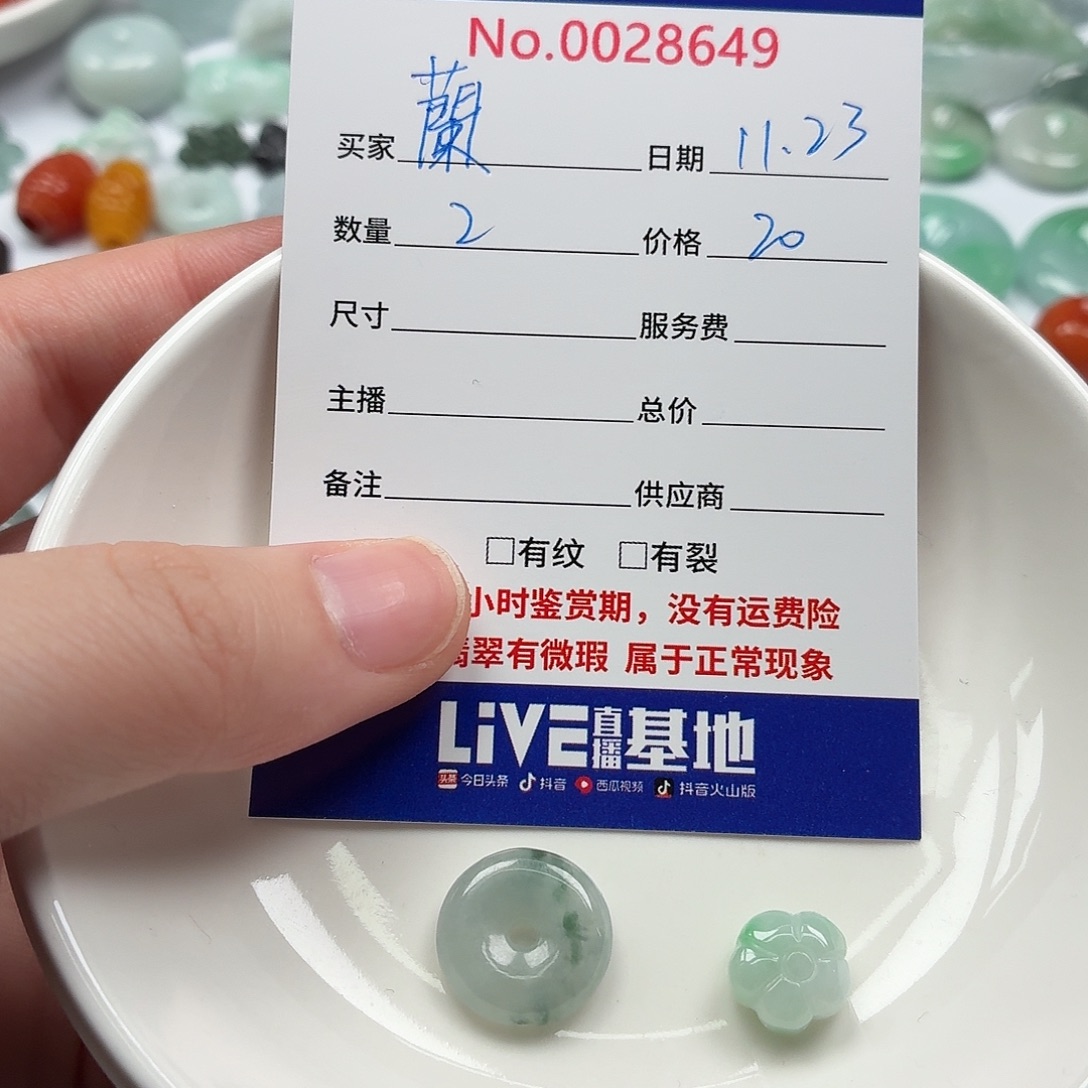 No.0028649
买家 蘭 日期 11.23
数量 2 价格 20
尺寸 服务费
主播 总价
备注 供应商
□有纹 □有裂
小时鉴赏期，没有运费险
翡翠有微瑕 属于正常现象
LiVE直播基地
头条 今日头条 抖音 西瓜视频 抖音火山版